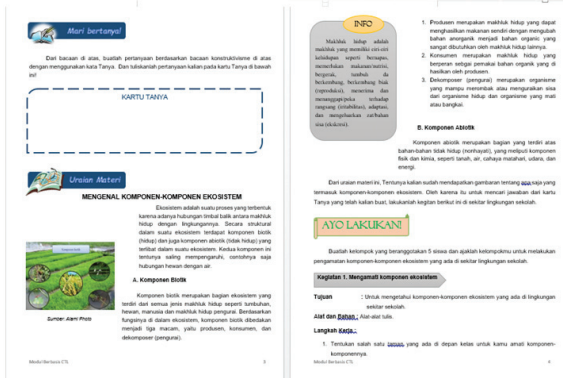 Mari bertanya!
Dari bacaan di atas, buatlah pertanyaan berdasarkan bacaan konstruktivisme di atas
dengan menggunakan kata Tanya. Dan tuliskanlah pertanyaan kalian pada kartu Tanya di bawah
ini!
KARTU TANYA
Uraian Materi
MENGENAL KOMPONEN-KOMPONEN EKOSISTEM
Ekosistem adalah suatu proses yang terbentuk
karena adanya hubungan timbal balik antara makhluk
hidup dengan lingkungannya. Secara struktural
dalam suatu ekosistem terdapat komponen biotik
(hidup) dan juga komponen abiotik (tidak hidup) yang
terlibat dalam suatu ekosistem. Kedua komponen ini
tentunya saling mempengaruhi, contohnya saja
hubungan hewan dengan air.
A. Komponen Biotik
Komponen biotik merupakan bagian ekosistem yang
terdiri dari semua jenis makhluk hidup seperti tumbuhan,
hewan, manusia dan makhluk hidup pengurai. Berdasarkan
fungsinya di dalam ekosistem, komponen biotik dibedakan
menjadi tiga macam, yaitu produsen, konsumen, dan
dekomposer (pengurai).
Sumber: Alami Photo
Modul Berbasis CTL
3
INFO
Makhluk hidup adalah
makhluk yang memiliki ciri-ciri
kehidupan seperti bernapas,
memerlukan makanan/nutrisi,
bergerak, tumbuh da
berkembang, berkembang biak
(reproduksi), menerima dan
menanggapi/peka terhadap
rangsang (iritabilitas), adaptasi,
dan mengeluarkan zat/bahan
sisa (ekskresi).
1. Produsen merupakan makhluk hidup yang dapat
menghasilkan makanan sendiri dengan mengubah
bahan anorganik menjadi bahan organik yang
sangat dibutuhkan oleh makhluk hidup lainnya.
2. Konsumen merupakan makhluk hidup yang
berperan sebagai pemakai bahan organik yang di
hasilkan oleh produsen.
3. Dekomposer (pengurai) merupakan organisme
yang mampu merombak atau menguraikan sisa
dari organisme hidup dan organisme yang mati
atau bangkai.
B. Komponen Abiotik
Komponen abiotik merupakan bagian yang terdiri atas
bahan-bahan tidak hidup (nonhayati), yang meliputi komponen
fisik dan kimia, seperti tanah, air, cahaya matahari, udara, dan
energi.
Dari uraian materi ini, Tentunya kalian sudah mendapatkan gambaran tentang apa saja yang
termasuk komponen-komponen ekosistem. Oleh karena itu untuk mencari jawaban dari kartu
Tanya yang telah kalian buat, lakukanlah kegiatan berikut ini di sekitar lingkungan sekolah.
AYO LAKUKAN!
Buatlah kelompok yang beranggotakan 5 siswa dan ajaklah kelompokmu untuk melakukan
pengamatan komponen-komponen ekosistem yang ada di sekitar lingkungan sekolah.
Kegiatan 1. Mengamati komponen ekosistem
Tujuan : Untuk mengetahui komponen-komponen ekosistem yang ada di lingkungan
sekitar sekolah.
Alat dan Bahan : Alat-alat tulis.
Langkah Kerja :
1. Tentukan salah satu taman yang ada di depan kelas untuk kamu amati komponen-
komponennya.
Modul Berbasis CTL
4